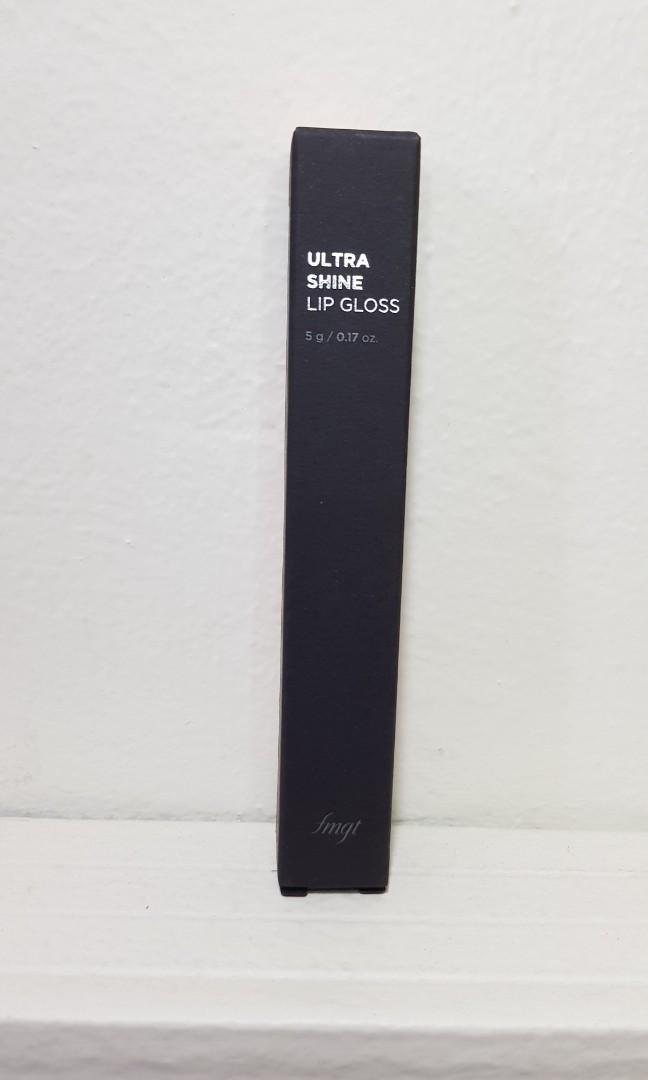 ULTRA
SHINE
LIP GLOSS
5 g / 0.17 oz.
fmgt